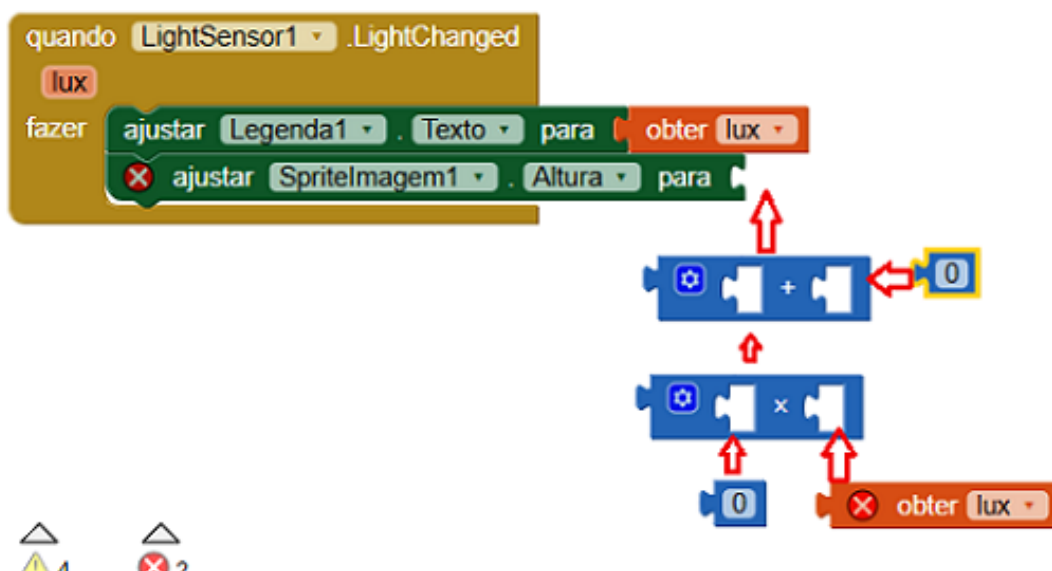 quando LightSensor1 .LightChanged
lux
fazer ajustar Legenda1 . Texto para obter lux
ajustar SpriteImagem1 . Altura para
+ 0
x
0 obter lux
4 2